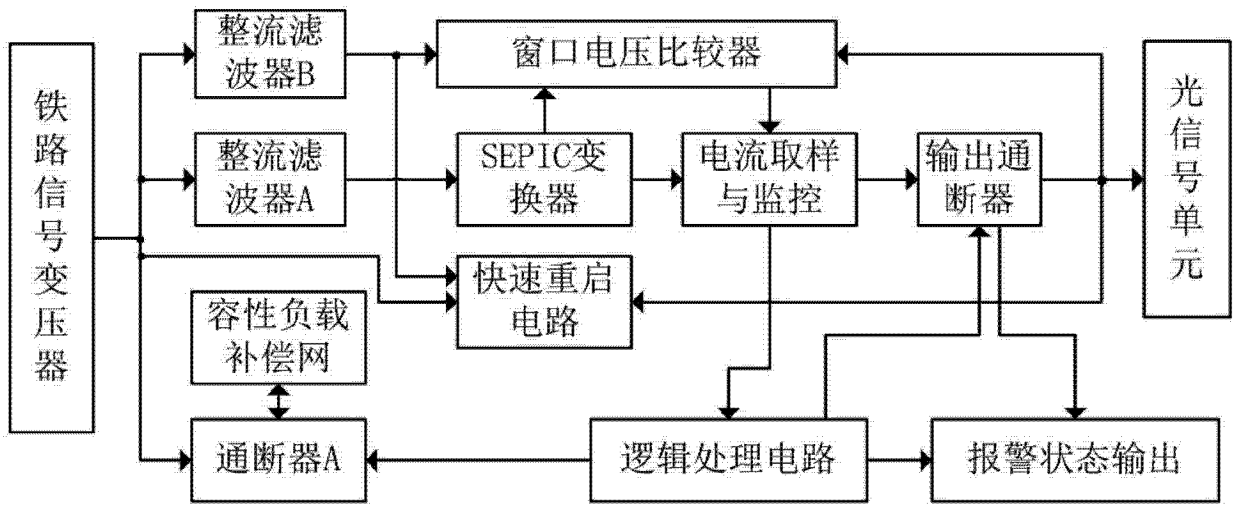 铁路信号变压器
整流滤
波器B
整流滤
波器A
窗口电压比较器
SEPIC变
换器
电流取样
与监控
输出通
断器
光信号单元
快速重启
电路
容性负载
补偿网
通断器A
逻辑处理电路
报警状态输出